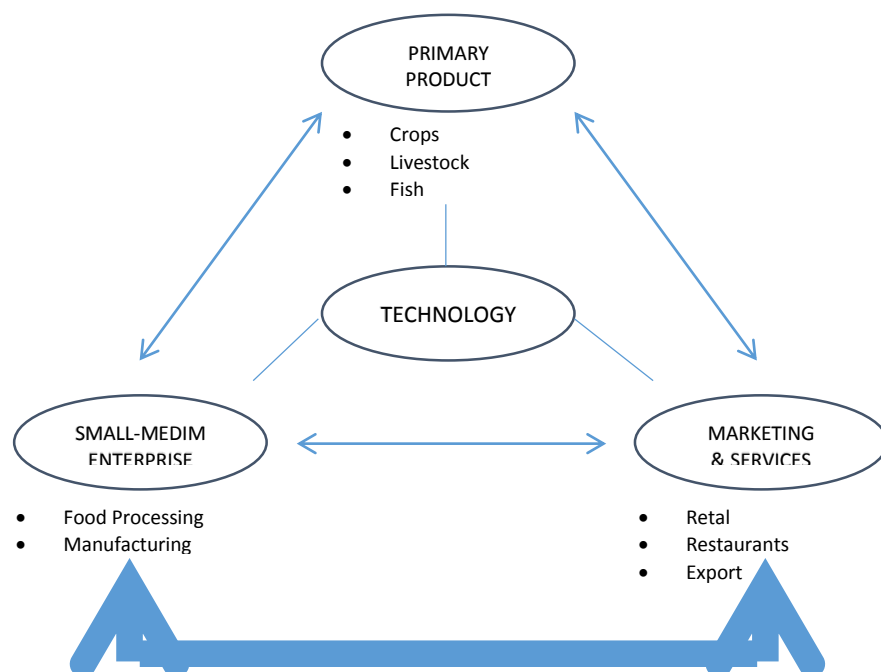 PRIMARY
PRODUCT
• Crops
• Livestock
• Fish
TECHNOLOGY
SMALL-MEDIM
ENTERPRISE
• Food Processing
• Manufacturing
MARKETING
& SERVICES
• Retal
• Restaurants
• Export